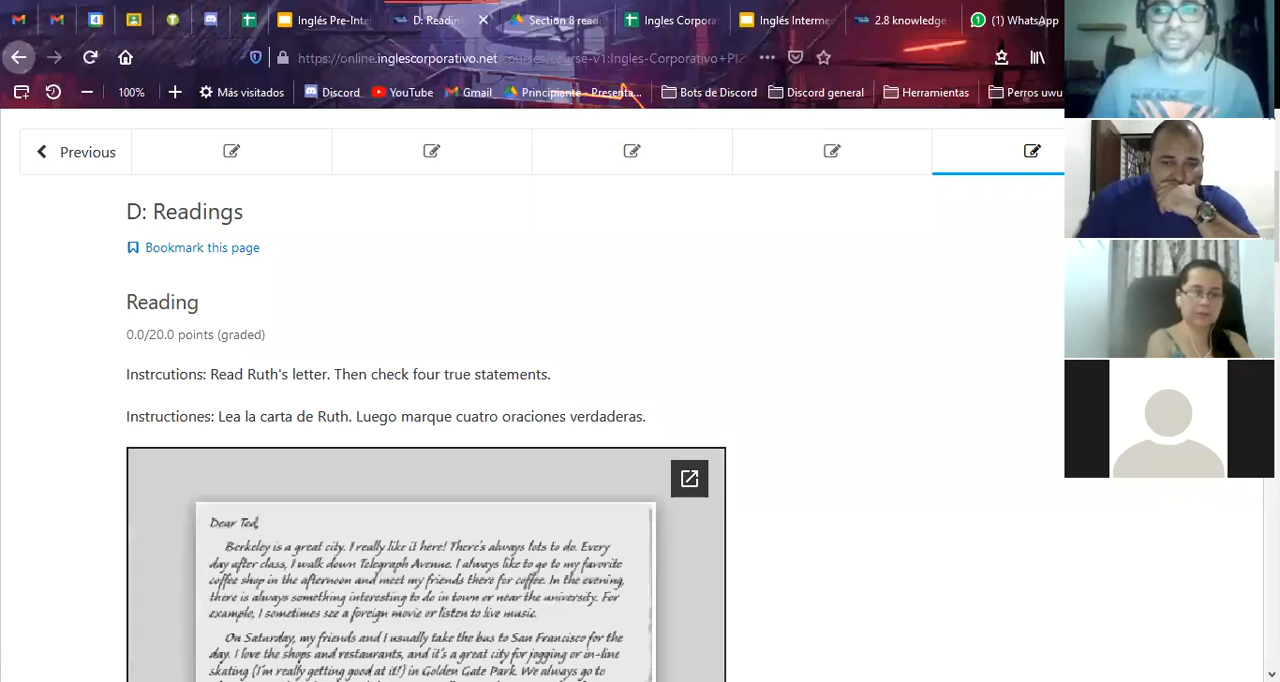 Inglés Pre-Inte
D: Reading
Section 8 read
Ingles Corpora
Inglés Interme
2.8 knowledge
(1) WhatsApp
https://online.inglescorporativo.net/courses/course-v1:Ingles-Corporativo+PI2
100%
Más visitados
Discord
YouTube
Gmail
Principiante - Presenta...
Bots de Discord
Discord general
Herramientas
Perros uwu
Previous
D: Readings
Bookmark this page
Reading
0.0/20.0 points (graded)
Instrcutions: Read Ruth's letter. Then check four true statements.
Instructiones: Lea la carta de Ruth. Luego marque cuatro oraciones verdaderas.
Dear Ted,
Berkeley is a great city. I really like it here! There's always lots to do. Every
day after class, I walk down Telegraph Avenue. I always like to go to my favorite
coffee shop in the afternoon and meet my friends there for coffee. In the evening,
there is always something interesting to do in town or near the university. For
example, I sometimes see a foreign movie or listen to live music.
On Saturday, my friends and I usually take the bus to San Francisco for the
day. I love the shops and restaurants, and it's a great city for jogging or in-line
skating (I'm really getting good at it!) in Golden Gate Park. We always go to